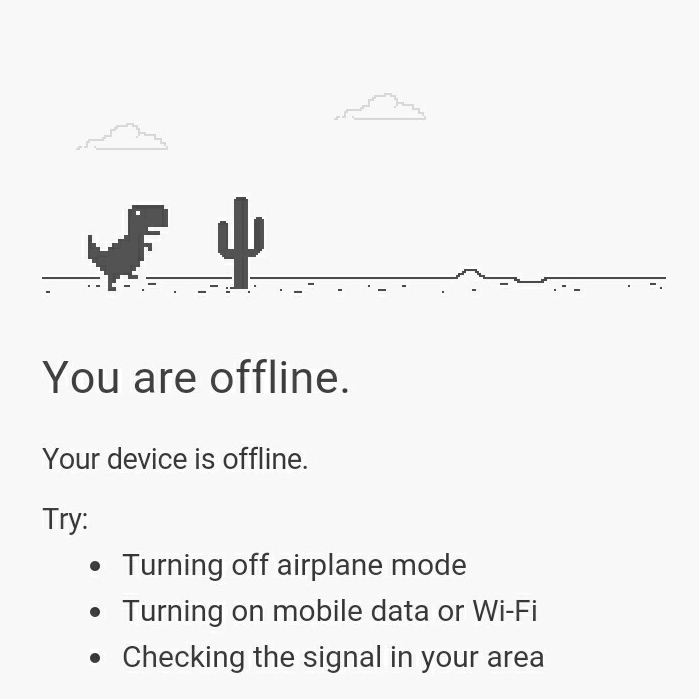 You are offline.
Your device is offline.
Try:
• Turning off airplane mode
• Turning on mobile data or Wi-Fi
• Checking the signal in your area